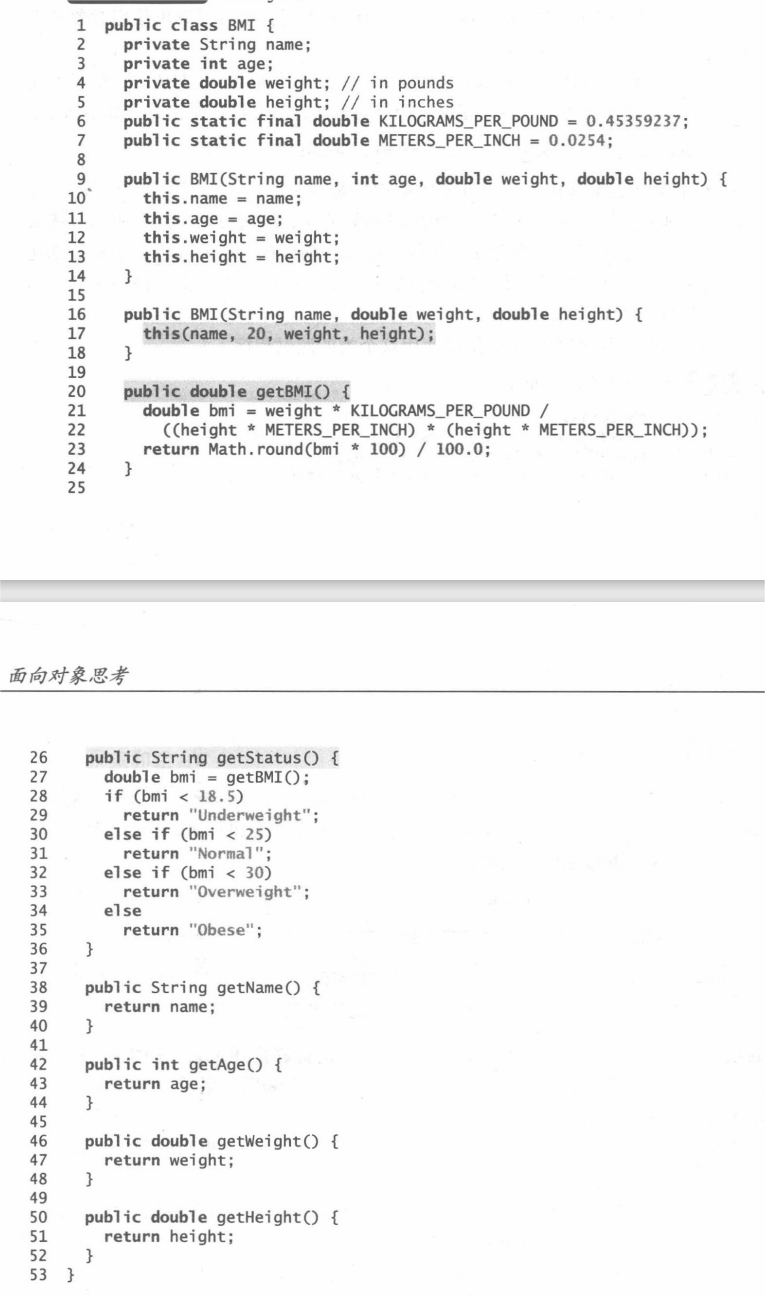 1 public class BMI {
2 private String name;
3 private int age;
4 private double weight; // in pounds
5 private double height; // in inches
6 public static final double KILOGRAMS_PER_POUND = 0.45359237;
7 public static final double METERS_PER_INCH = 0.0254;
8
9 public BMI(String name, int age, double weight, double height) {
10 this.name = name;
11 this.age = age;
12 this.weight = weight;
13 this.height = height;
14 }
15
16 public BMI(String name, double weight, double height) {
17 this(name, 20, weight, height);
18 }
19
20 public double getBMI() {
21 double bmi = weight * KILOGRAMS_PER_POUND /
22 ((height * METERS_PER_INCH) * (height * METERS_PER_INCH));
23 return Math.round(bmi * 100) / 100.0;
24 }
25
面向对象思考
26 public String getStatus() {
27 double bmi = getBMI();
28 if (bmi < 18.5)
29 return "Underweight";
30 else if (bmi < 25)
31 return "Normal";
32 else if (bmi < 30)
33 return "Overweight";
34 else
35 return "Obese";
36 }
37
38 public String getName() {
39 return name;
40 }
41
42 public int getAge() {
43 return age;
44 }
45
46 public double getWeight() {
47 return weight;
48 }
49
50 public double getHeight() {
51 return height;
52 }
53 }